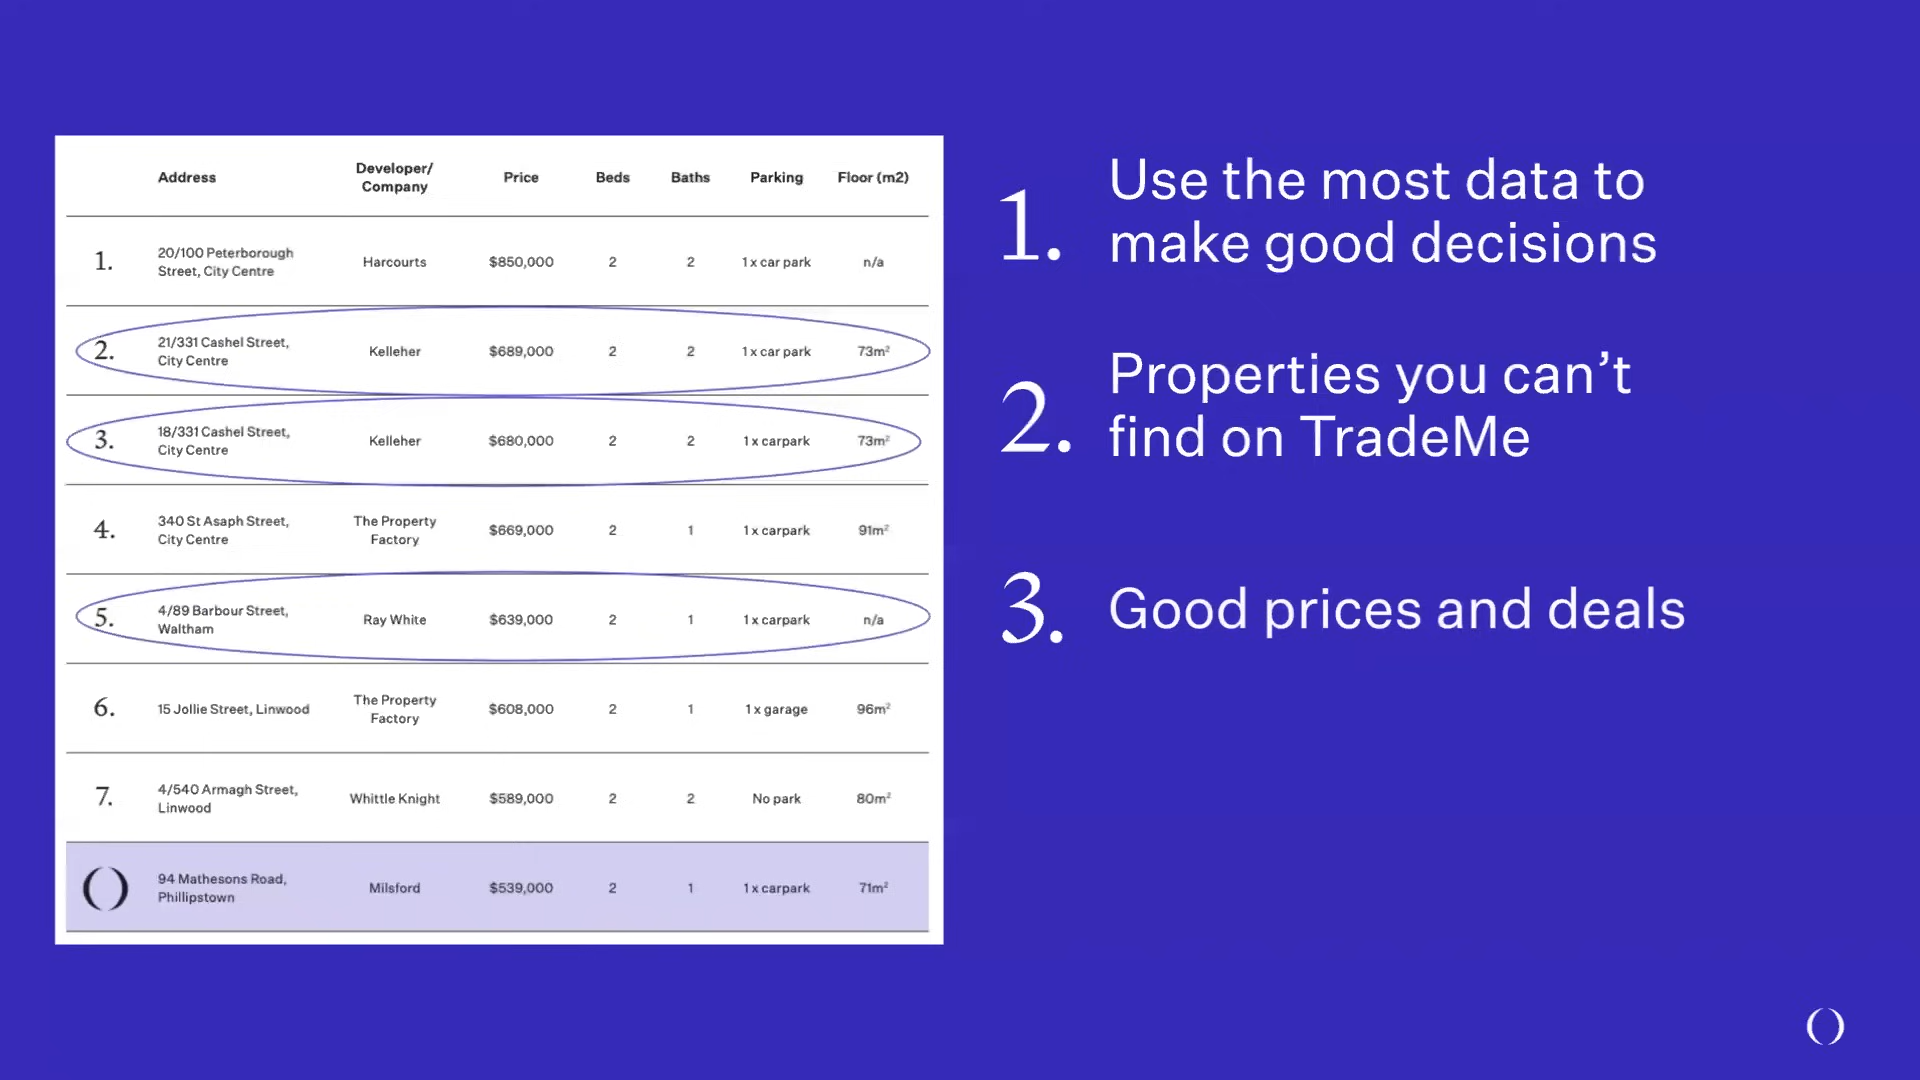 Address Developer/ Price Beds Baths Parking Floor (m2)
Company
1. 20/100 Peterborough Harcourts $850,000 2 2 1 x car park n/a
Street, City Centre
2. 21/331 Cashel Street, Kelleher $689,000 2 2 1 x car park 73m²
City Centre
3. 18/331 Cashel Street, Kelleher $680,000 2 2 1 x carpark 73m²
City Centre
4. 340 St Asaph Street, The Property $669,000 2 1 1 x carpark 91m²
City Centre Factory
5. 4/89 Barbour Street, Ray White $639,000 2 1 1 x carpark n/a
Waltham
6. 15 Jollie Street, Linwood The Property $608,000 2 1 1 x garage 96m²
Factory
7. 4/540 Armagh Street, Whittle Knight $589,000 2 2 No park 80m²
Linwood
94 Mathesons Road, Milsford $539,000 2 1 1 x carpark 71m²
Phillipstown
1. Use the most data to
make good decisions
2. Properties you can’t
find on TradeMe
3. Good prices and deals